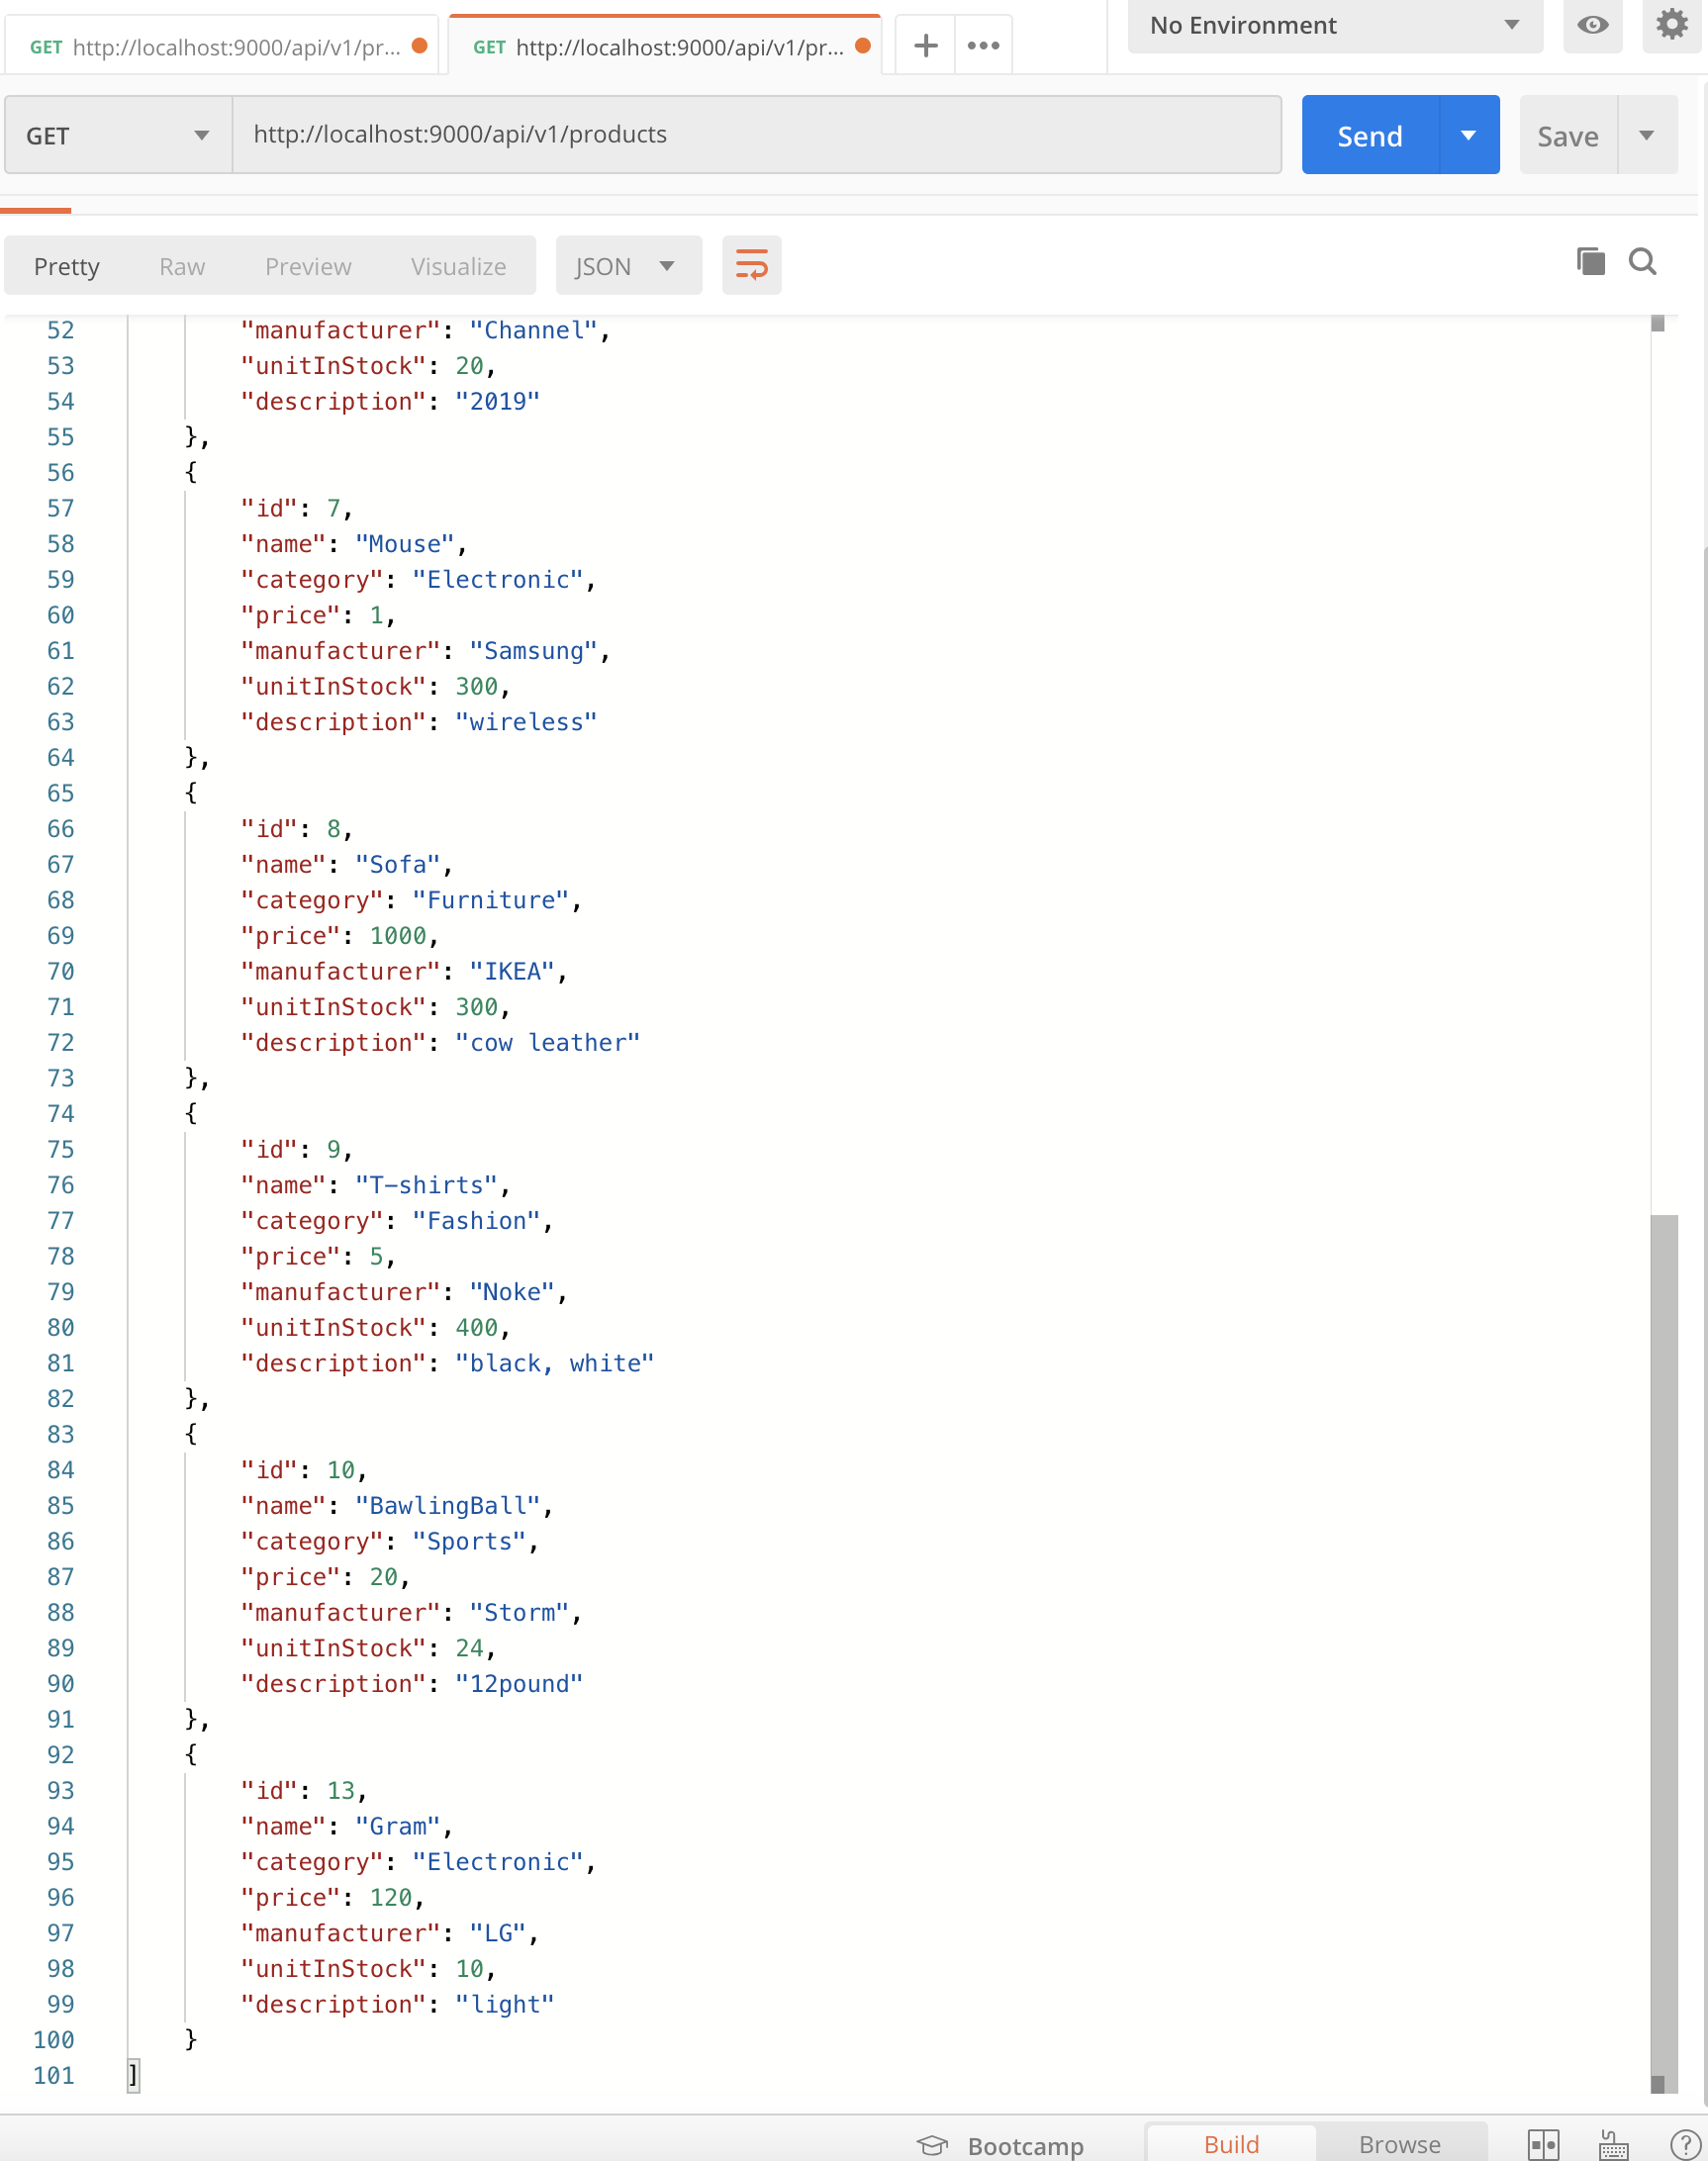 GET http://localhost:9000/api/v1/pr...
GET http://localhost:9000/api/v1/pr...
No Environment
GET
http://localhost:9000/api/v1/products
Send
Save
Pretty Raw Preview Visualize JSON
52 "manufacturer": "Channel",
53 "unitInStock": 20,
54 "description": "2019"
55 },
56 {
57 "id": 7,
58 "name": "Mouse",
59 "category": "Electronic",
60 "price": 1,
61 "manufacturer": "Samsung",
62 "unitInStock": 300,
63 "description": "wireless"
64 },
65 {
66 "id": 8,
67 "name": "Sofa",
68 "category": "Furniture",
69 "price": 1000,
70 "manufacturer": "IKEA",
71 "unitInStock": 300,
72 "description": "cow leather"
73 },
74 {
75 "id": 9,
76 "name": "T-shirts",
77 "category": "Fashion",
78 "price": 5,
79 "manufacturer": "Noke",
80 "unitInStock": 400,
81 "description": "black, white"
82 },
83 {
84 "id": 10,
85 "name": "BawlingBall",
86 "category": "Sports",
87 "price": 20,
88 "manufacturer": "Storm",
89 "unitInStock": 24,
90 "description": "12pound"
91 },
92 {
93 "id": 13,
94 "name": "Gram",
95 "category": "Electronic",
96 "price": 120,
97 "manufacturer": "LG",
98 "unitInStock": 10,
99 "description": "light"
100 }
101 ]
Bootcamp Build Browse